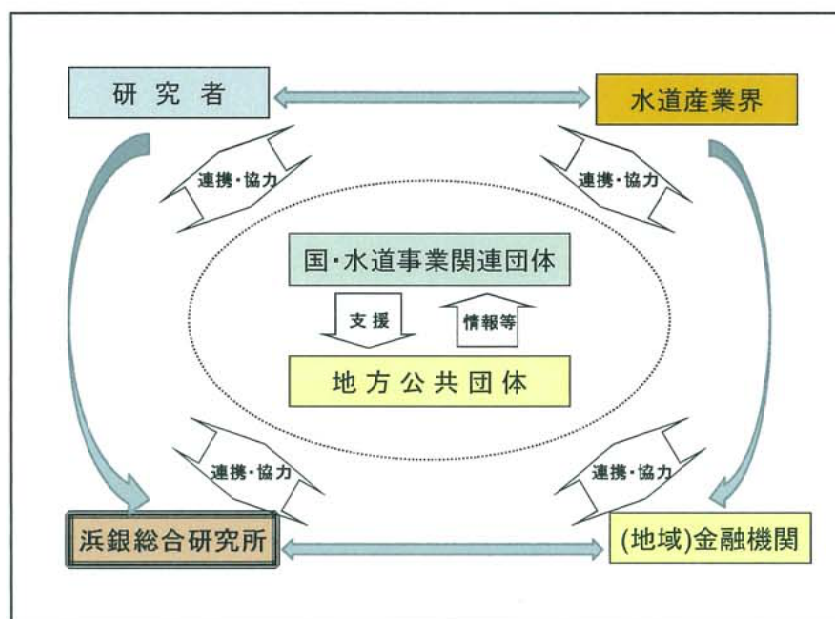 研究者
水道産業界
連携・協力
連携・協力
国・水道事業関連団体
支援
情報等
地方公共団体
連携・協力
連携・協力
浜銀総合研究所
(地域)金融機関